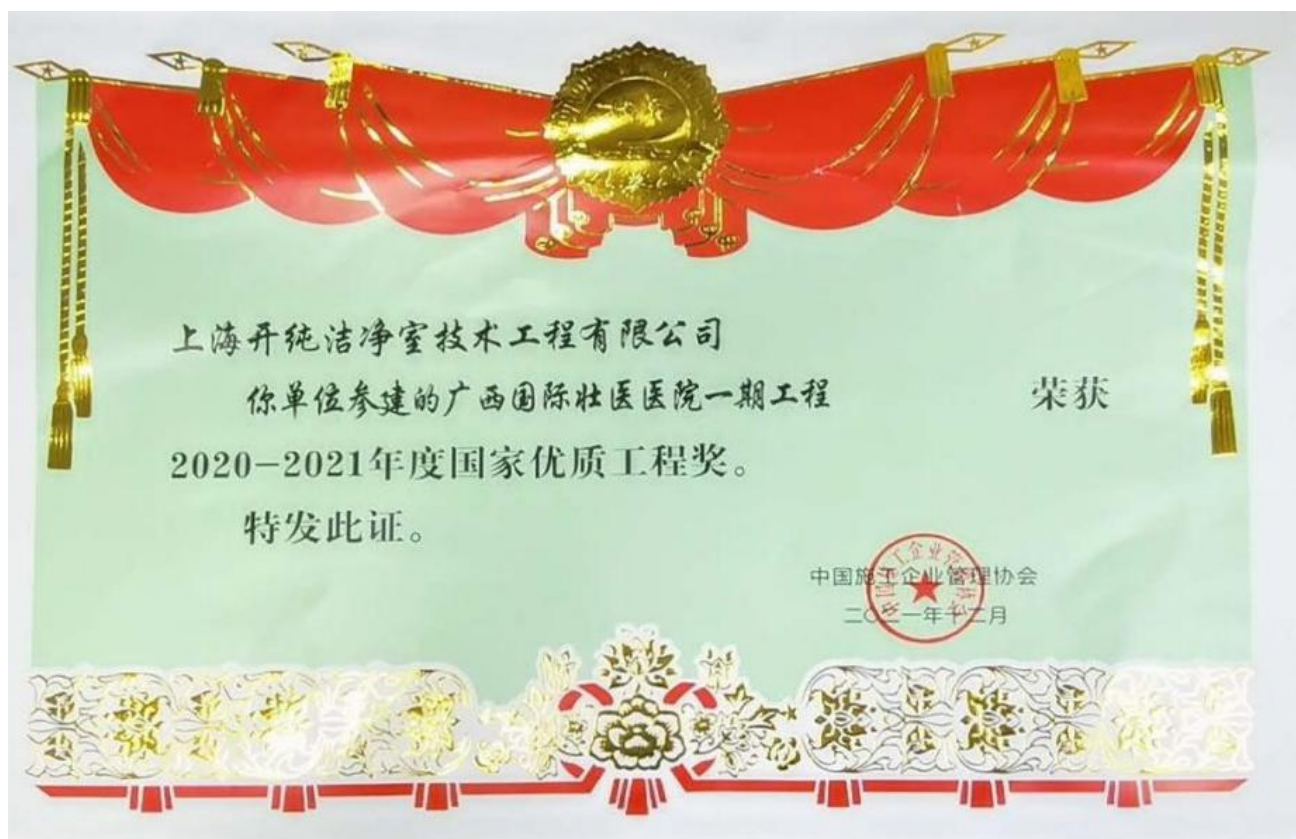 上海开纯洁净室技术工程有限公司
你单位参建的广西国际壮医医院一期工程 荣获
2020-2021年度国家优质工程奖。
特发此证。
中国施工企业管理协会
二〇二一年十二月